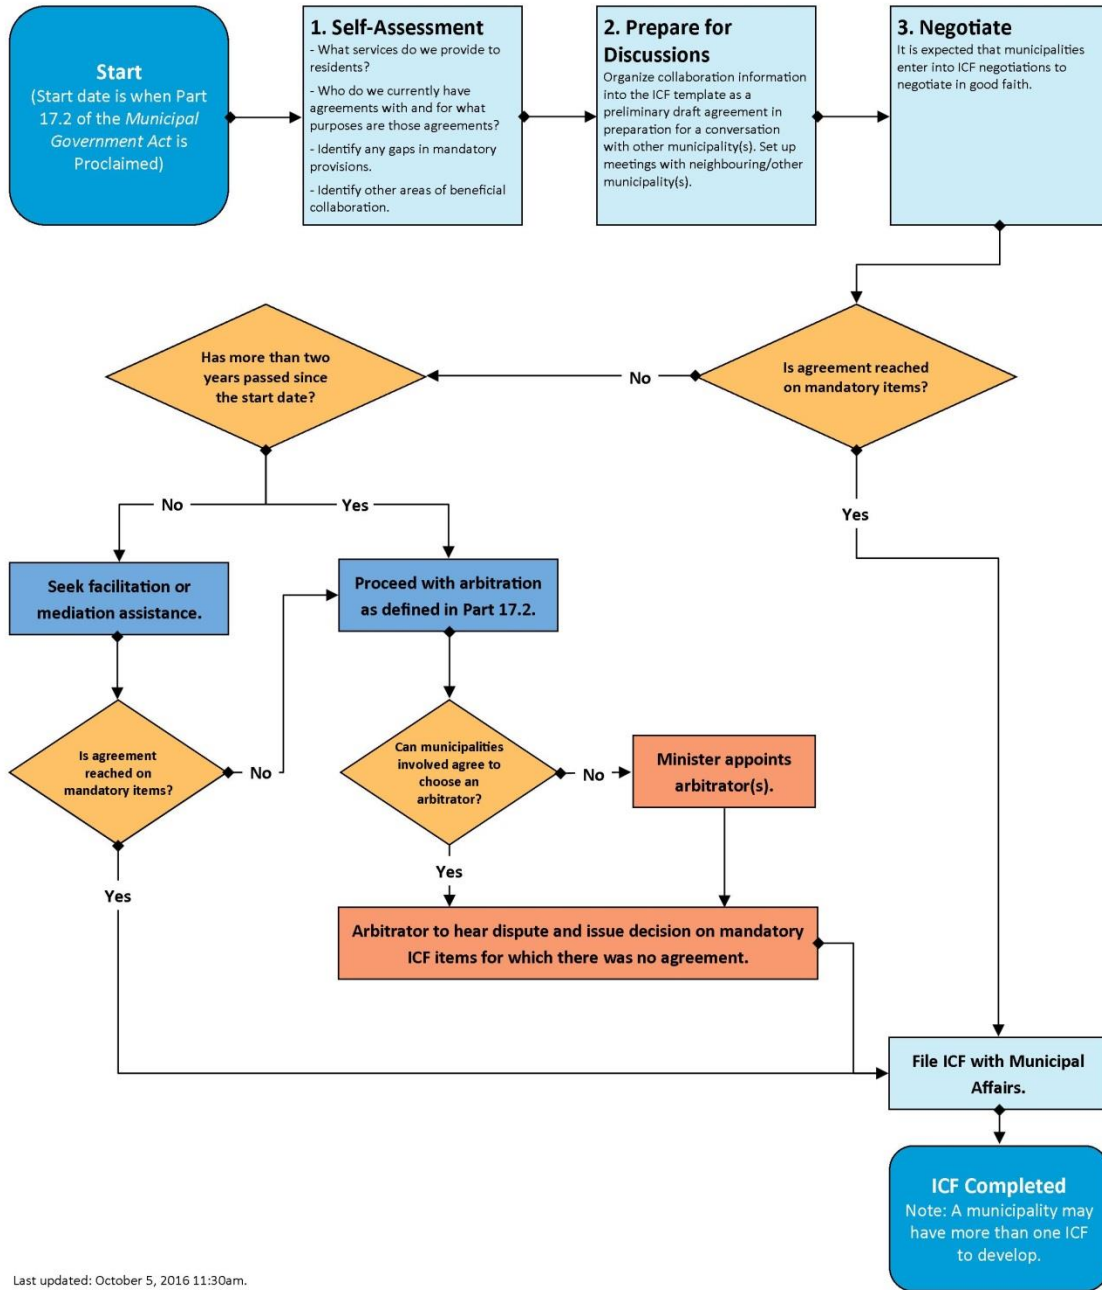 Start
(Start date is when Part
17.2 of the Municipal
Government Act is
Proclaimed)
1. Self-Assessment
- What services do we provide to
residents?
- Who do we currently have
agreements with and for what
purposes are those agreements?
- Identify any gaps in mandatory
provisions.
- Identify other areas of beneficial
collaboration.
2. Prepare for
Discussions
Organize collaboration information
into the ICF template as a
preliminary draft agreement in
preparation for a conversation
with other municipality(s). Set up
meetings with neighbouring/other
municipality(s).
3. Negotiate
It is expected that municipalities
enter into ICF negotiations to
negotiate in good faith.
Has more than two
years passed since
the start date?
No
Is agreement reached
on mandatory items?
No
Yes
Yes
Seek facilitation or
mediation assistance.
Proceed with arbitration
as defined in Part 17.2.
Is agreement
reached on
mandatory items?
No
Can municipalities
involved agree to
choose an
arbitrator?
No
Minister appoints
arbitrator(s).
Yes
Yes
Arbitrator to hear dispute and issue decision on mandatory
ICF items for which there was no agreement.
File ICF with Municipal
Affairs.
ICF Completed
Note: A municipality may
have more than one ICF
to develop.
Last updated: October 5, 2016 11:30am.